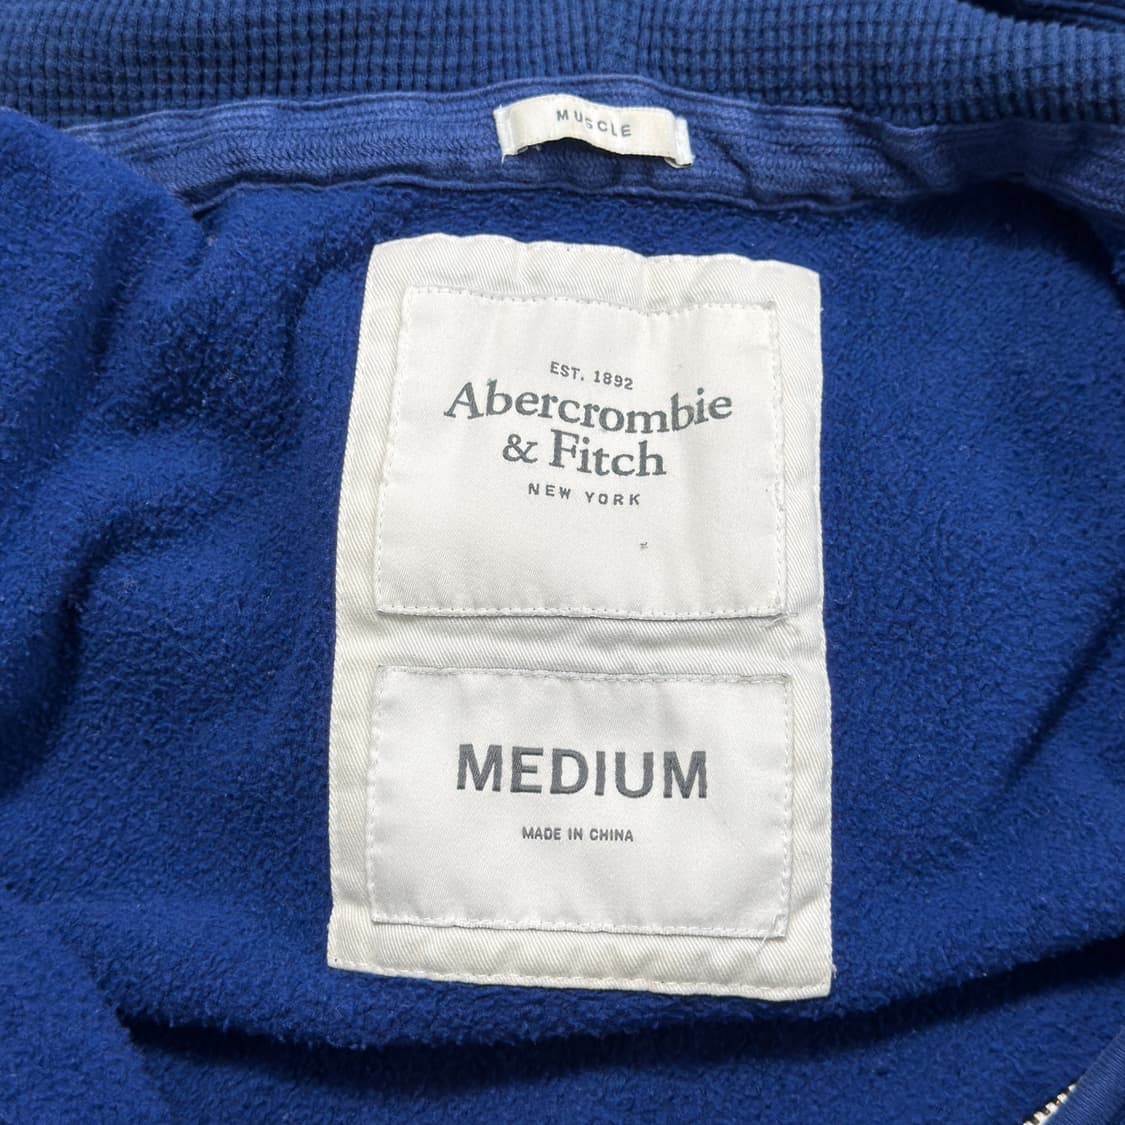 MUSCLE
EST. 1892
Abercrombie
& Fitch
NEW YORK
MEDIUM
MADE IN CHINA